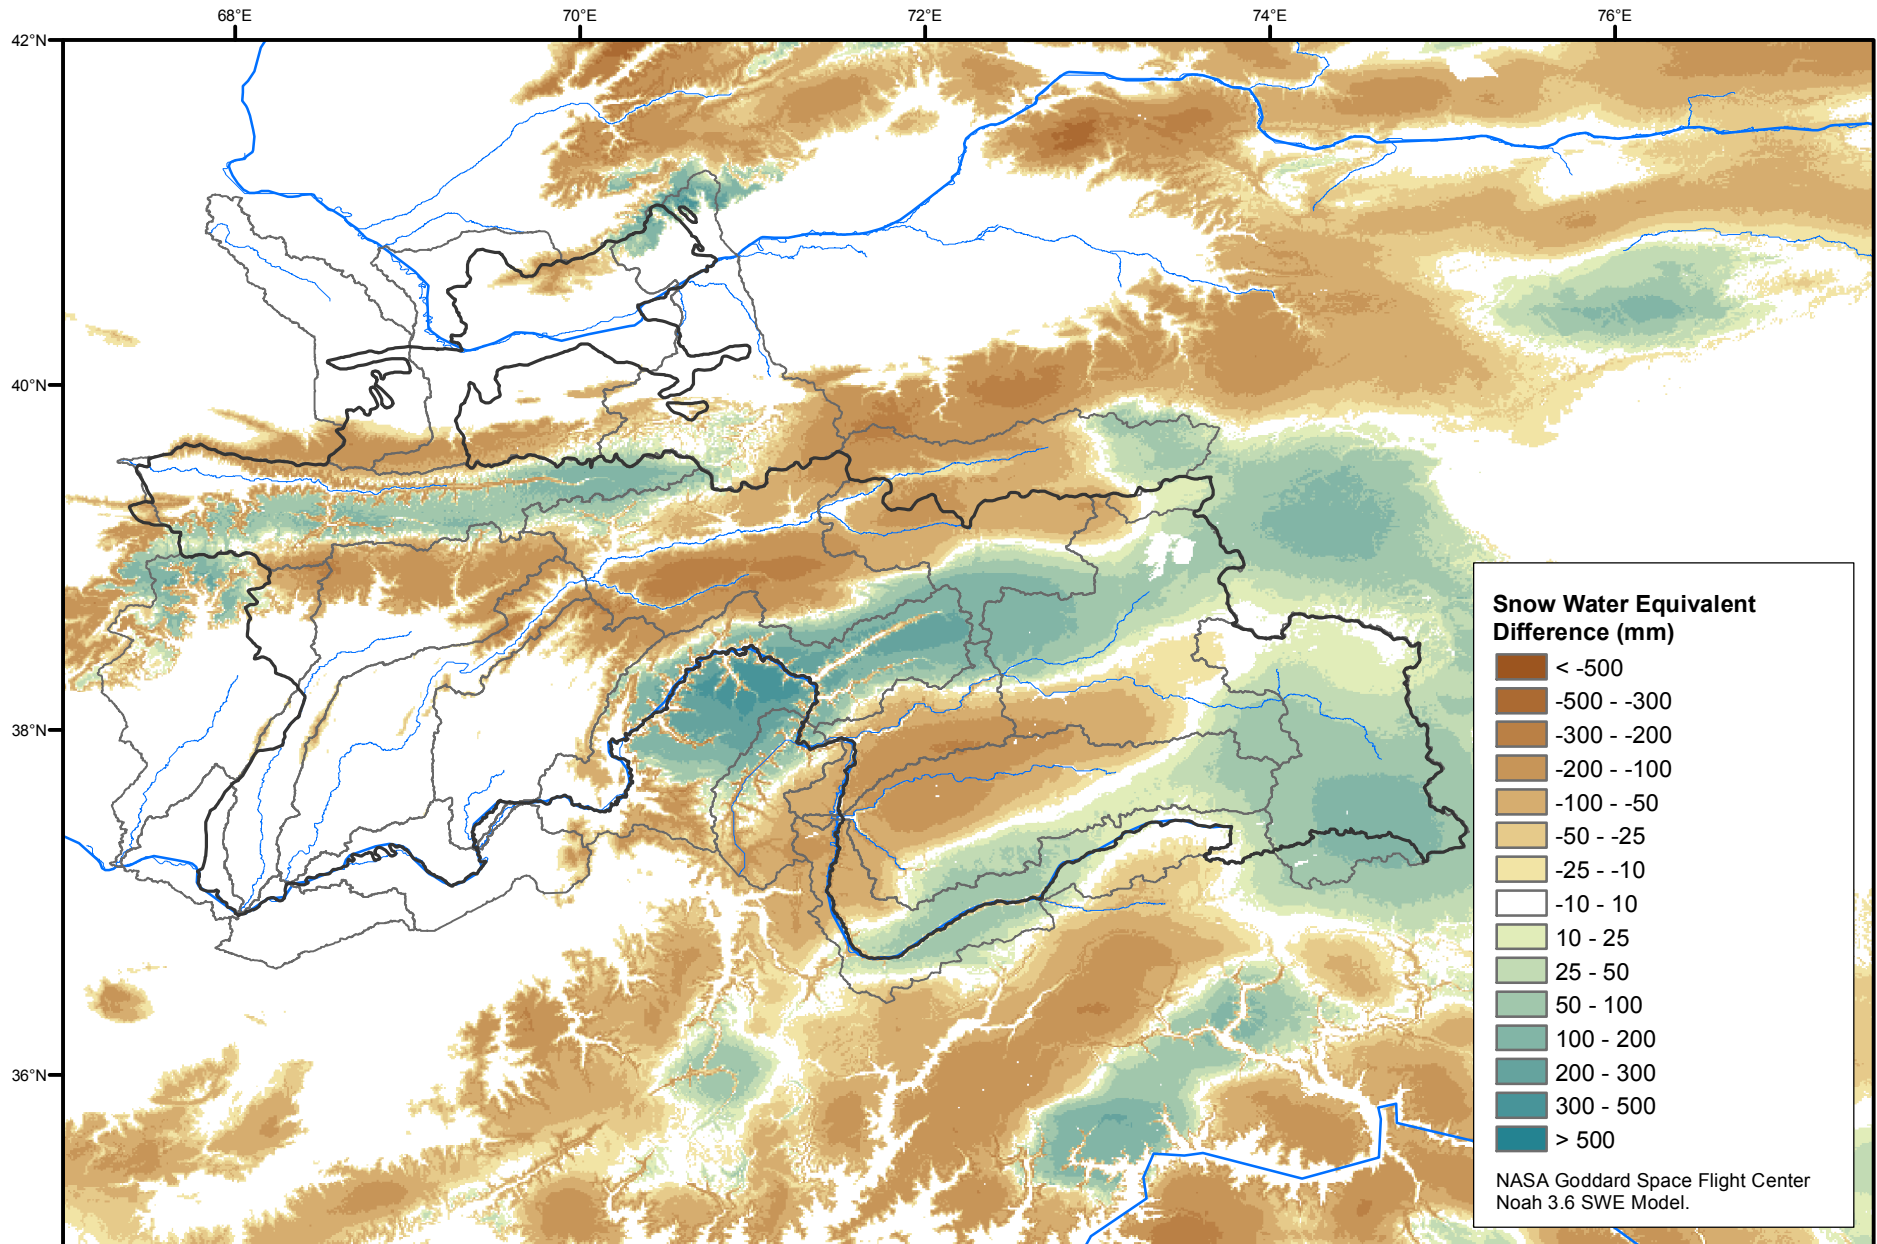 68°E
70°E
72°E
74°E
76°E
42°N
40°N
38°N
36°N
Snow Water Equivalent
Difference (mm)
< -500
-500 - -300
-300 - -200
-200 - -100
-100 - -50
-50 - -25
-25 - -10
-10 - 10
10 - 25
25 - 50
50 - 100
100 - 200
200 - 300
300 - 500
> 500
NASA Goddard Space Flight Center
Noah 3.6 SWE Model.